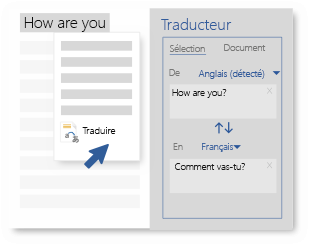 How are you
Traduire
Traducteur
Sélection Document
De Anglais (détecté)
How are you? x
En Français
Comment vas-tu? x